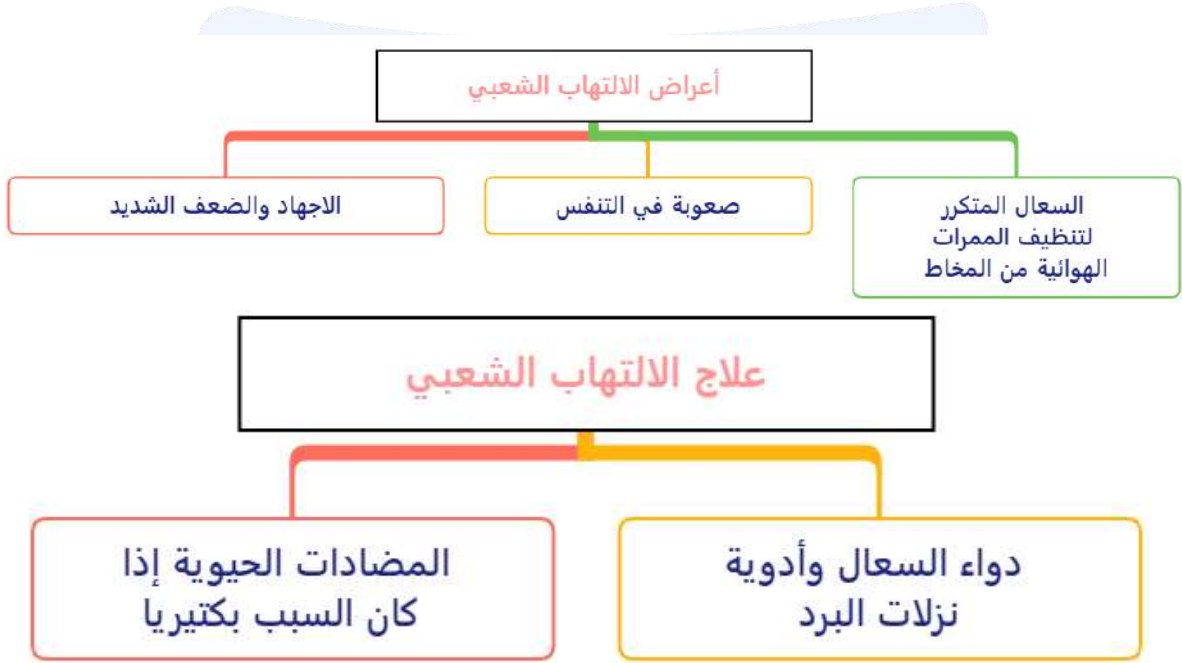 أعراض الالتهاب الشعبي
السعال المتكرر
لتنظيف الممرات
الهوائية من المخاط
صعوبة في التنفس
الاجهاد والضعف الشديد
علاج الالتهاب الشعبي
دواء السعال وأدوية
نزلات البرد
المضادات الحيوية إذا
كان السبب بكتيريا